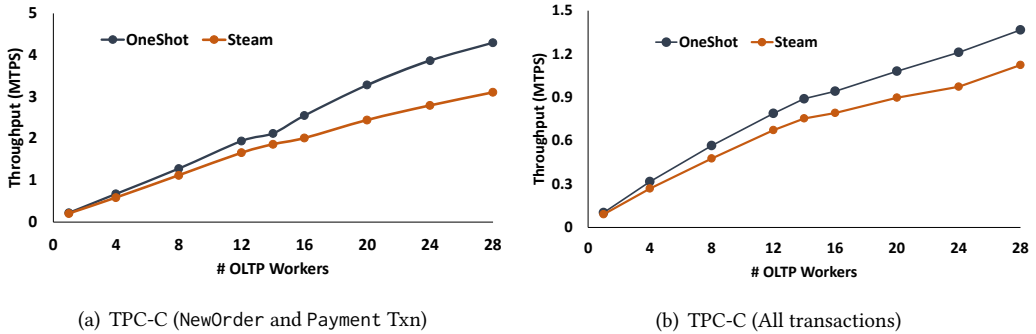 5
4
3
2
1
0
Throughput (MTPS)
OneShot Steam
0 4 8 12 16 20 24 28
# OLTP Workers
(a) TPC-C (NewOrder and Payment Txn)
1.5
1.2
0.9
0.6
0.3
0
Throughput (MTPS)
OneShot Steam
0 4 8 12 16 20 24 28
# OLTP Workers
(b) TPC-C (All transactions)